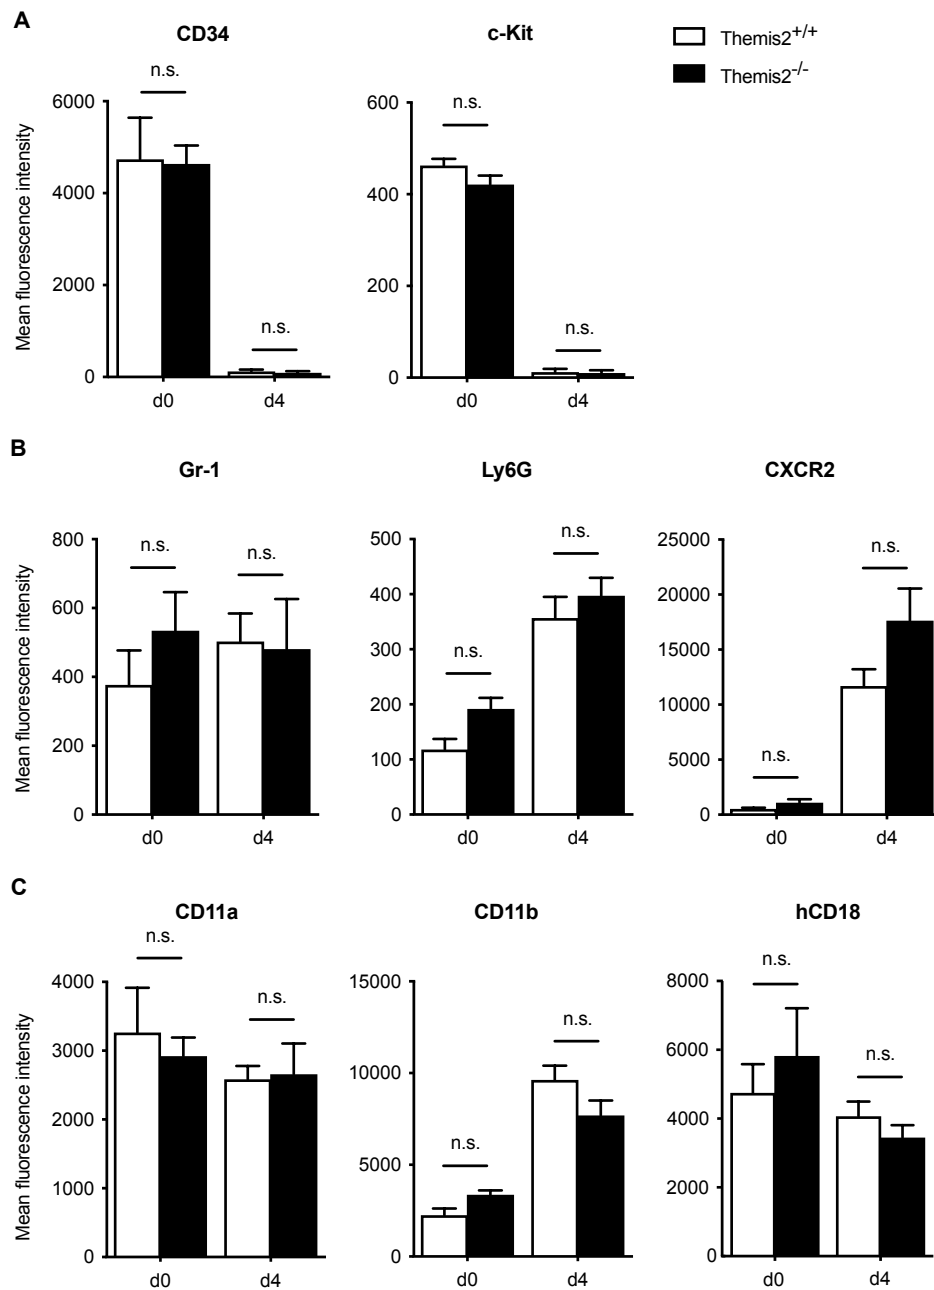 A
CD34
c-Kit
Themis2+/+
Themis2-/-
Mean fluorescence intensity
6000
4000
2000
0
n.s.
n.s.
d0
d4
600
400
200
0
n.s.
n.s.
d0
d4
B
Gr-1
Ly6G
CXCR2
Mean fluorescence intensity
800
600
400
200
0
n.s.
n.s.
d0
d4
500
400
300
200
100
0
n.s.
n.s.
d0
d4
25000
20000
15000
10000
5000
0
n.s.
n.s.
d0
d4
C
CD11a
CD11b
hCD18
Mean fluorescence intensity
4000
3000
2000
1000
0
n.s.
n.s.
d0
d4
15000
10000
5000
0
n.s.
n.s.
d0
d4
8000
6000
4000
2000
0
n.s.
n.s.
d0
d4